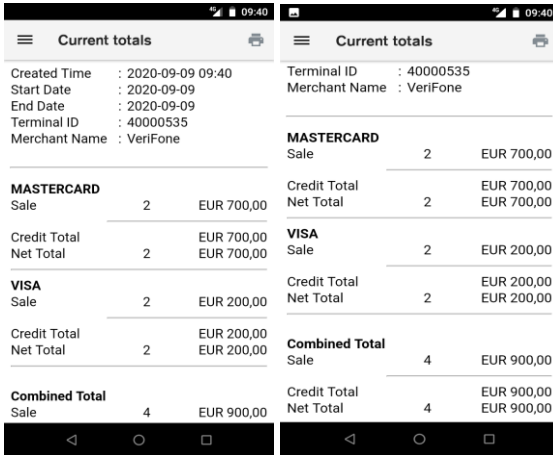 4G 09:40
Current totals
Created Time : 2020-09-09 09:40
Start Date : 2020-09-09
End Date : 2020-09-09
Terminal ID : 40000535
Merchant Name : VeriFone
MASTERCARD
Sale 2 EUR 700,00
Credit Total EUR 700,00
Net Total 2 EUR 700,00
VISA
Sale 2 EUR 200,00
Credit Total EUR 200,00
Net Total 2 EUR 200,00
Combined Total
Sale 4 EUR 900,00
4G 09:40
Current totals
Terminal ID : 40000535
Merchant Name : VeriFone
MASTERCARD
Sale 2 EUR 700,00
Credit Total EUR 700,00
Net Total 2 EUR 700,00
VISA
Sale 2 EUR 200,00
Credit Total EUR 200,00
Net Total 2 EUR 200,00
Combined Total
Sale 4 EUR 900,00
Credit Total EUR 900,00
Net Total 4 EUR 900,00